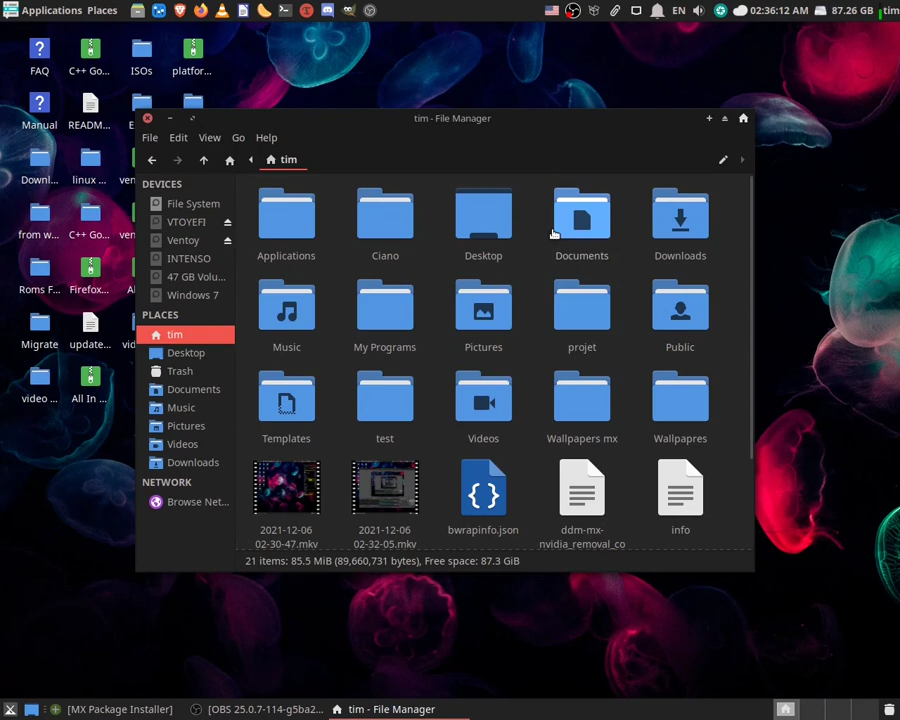 Applications Places
EN 02:36:12 AM 87.26 GB tim
FAQ
C++ Go...
ISOs
platfor...
Manual
READM...
Downl...
linux ...
from w...
C++ Go...
Roms F...
Firefox...
Migrate
update...
video ...
All In ...
tim - File Manager
File Edit View Go Help
tim
DEVICES
File System
VTOYEFI
Ventoy
INTENSO
47 GB Volu...
Windows 7
PLACES
tim
Desktop
Trash
Documents
Music
Pictures
Videos
Downloads
NETWORK
Browse Net...
Applications
Ciano
Desktop
Documents
Downloads
Music
My Programs
Pictures
projet
Public
Templates
test
Videos
Wallpapers mx
Wallpapres
2021-12-06
02-30-47.mkv
2021-12-06
02-32-05.mkv
bwrapinfo.json
ddm-mx-
nvidia_removal_co
info
21 items: 85.5 MiB (89,660,731 bytes), Free space: 87.3 GiB
[MX Package Installer]
[OBS 25.0.7-114-g5ba2...
tim - File Manager